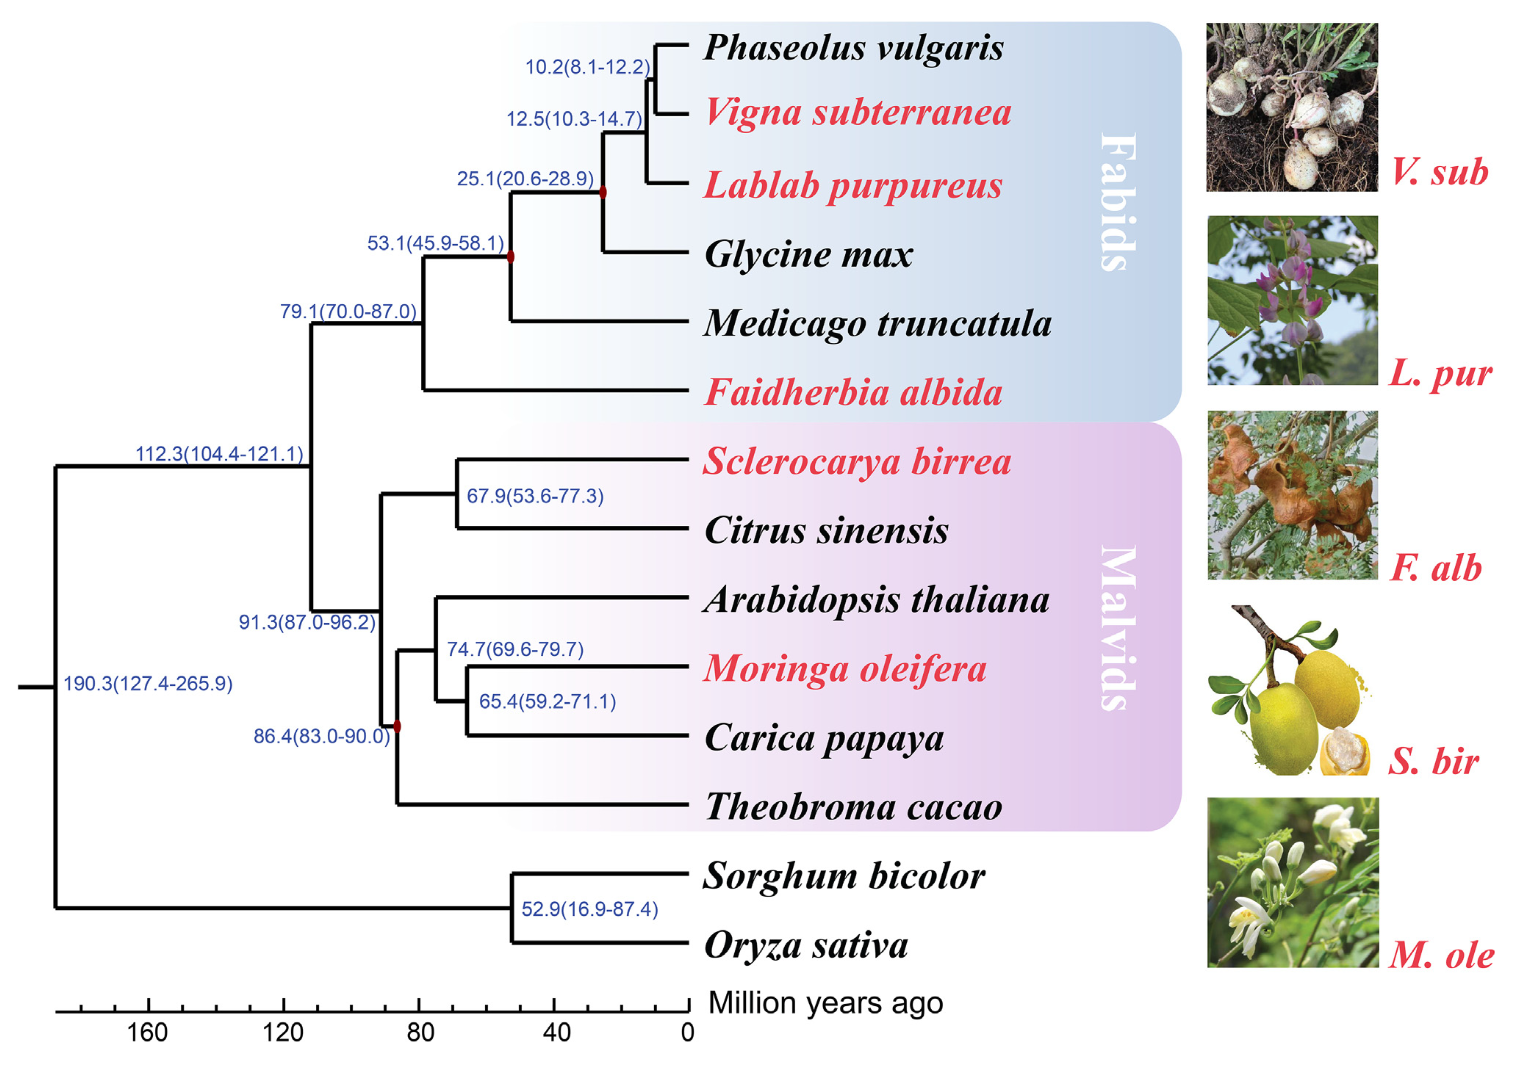 10.2(8.1-12.2)
Phaseolus vulgaris
12.5(10.3-14.7)
Vigna subterranea
25.1(20.6-28.9)
Lablab purpureus
53.1(45.9-58.1)
Glycine max
79.1(70.0-87.0)
Medicago truncatula
Faidherbia albida
Fabids
112.3(104.4-121.1)
Sclerocarya birrea
67.9(53.6-77.3)
Citrus sinensis
91.3(87.0-96.2)
Arabidopsis thaliana
74.7(69.6-79.7)
Moringa oleifera
190.3(127.4-265.9)
65.4(59.2-71.1)
86.4(83.0-90.0)
Carica papaya
Theobroma cacao
Malvids
Sorghum bicolor
52.9(16.9-87.4)
Oryza sativa
Million years ago
160 120 80 40 0
V. sub
L. pur
F. alb
S. bir
M. ole